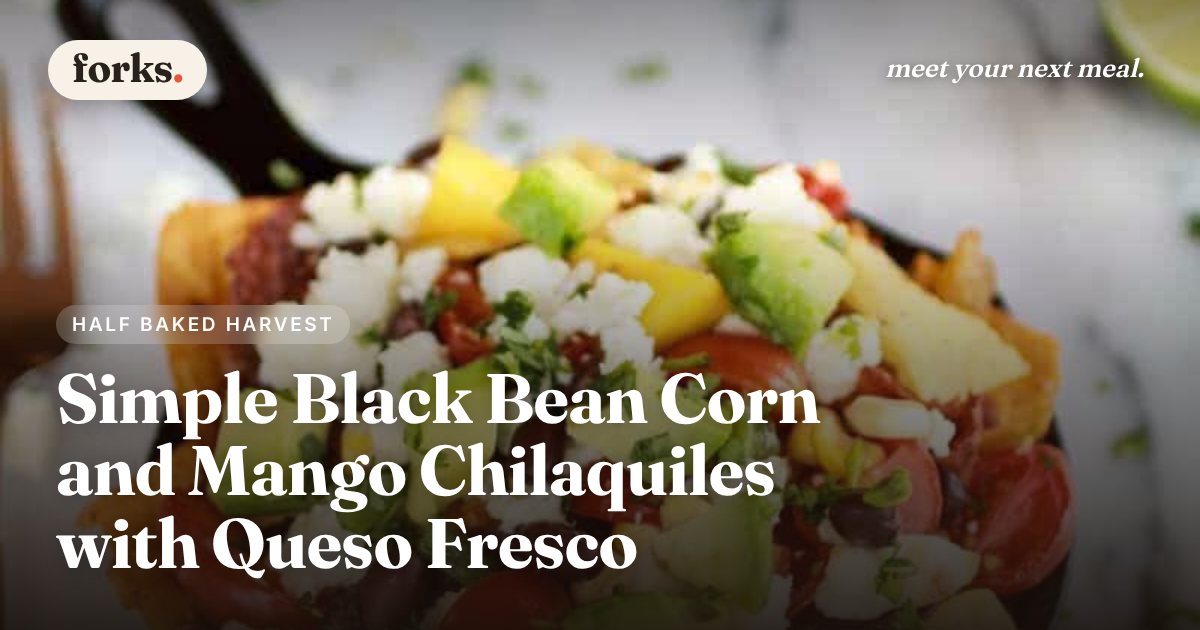 forks.
meet your next meal.
HALF BAKED HARVEST
Simple Black Bean Corn
and Mango Chilaquiles
with Queso Fresco